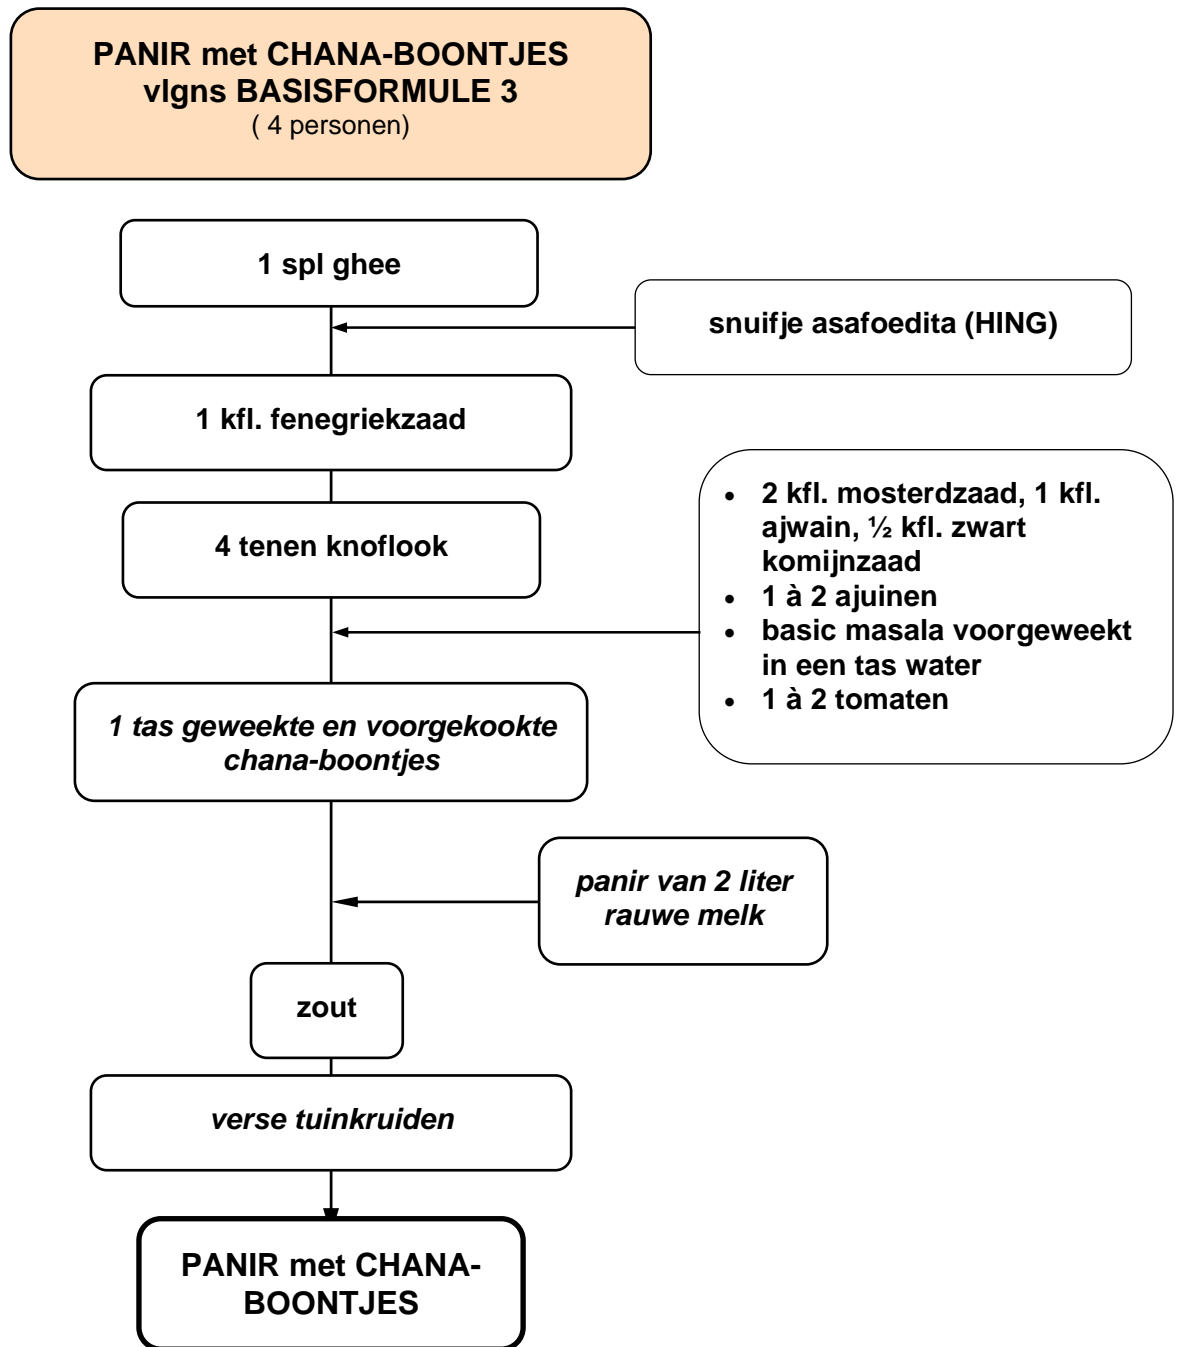 PANIR met CHANA-BOONTJES
vlgns BASISFORMULE 3
( 4 personen)
1 spl ghee
snuifje asafoedita (HING)
1 kfl. fenegriekzaad
4 tenen knoflook
• 2 kfl. mosterdzaad, 1 kfl.
ajwain, ½ kfl. zwart
komijnzaad
• 1 à 2 ajuinen
• basic masala voorgeweekt
in een tas water
• 1 à 2 tomaten
1 tas geweekte en voorgekookte
chana-boontjes
panir van 2 liter
rauwe melk
zout
verse tuinkruiden
PANIR met CHANA-
BOONTJES